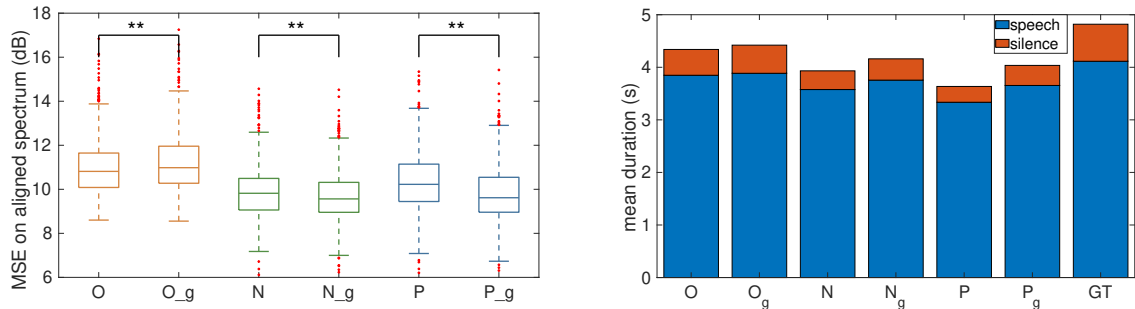 MSE on aligned spectrum (dB)
18
16
14
12
10
8
6
** ** **
O O_g N N_g P P_g
mean duration (s)
5
4
3
2
1
0
speech
silence
O Og N Ng P Pg GT